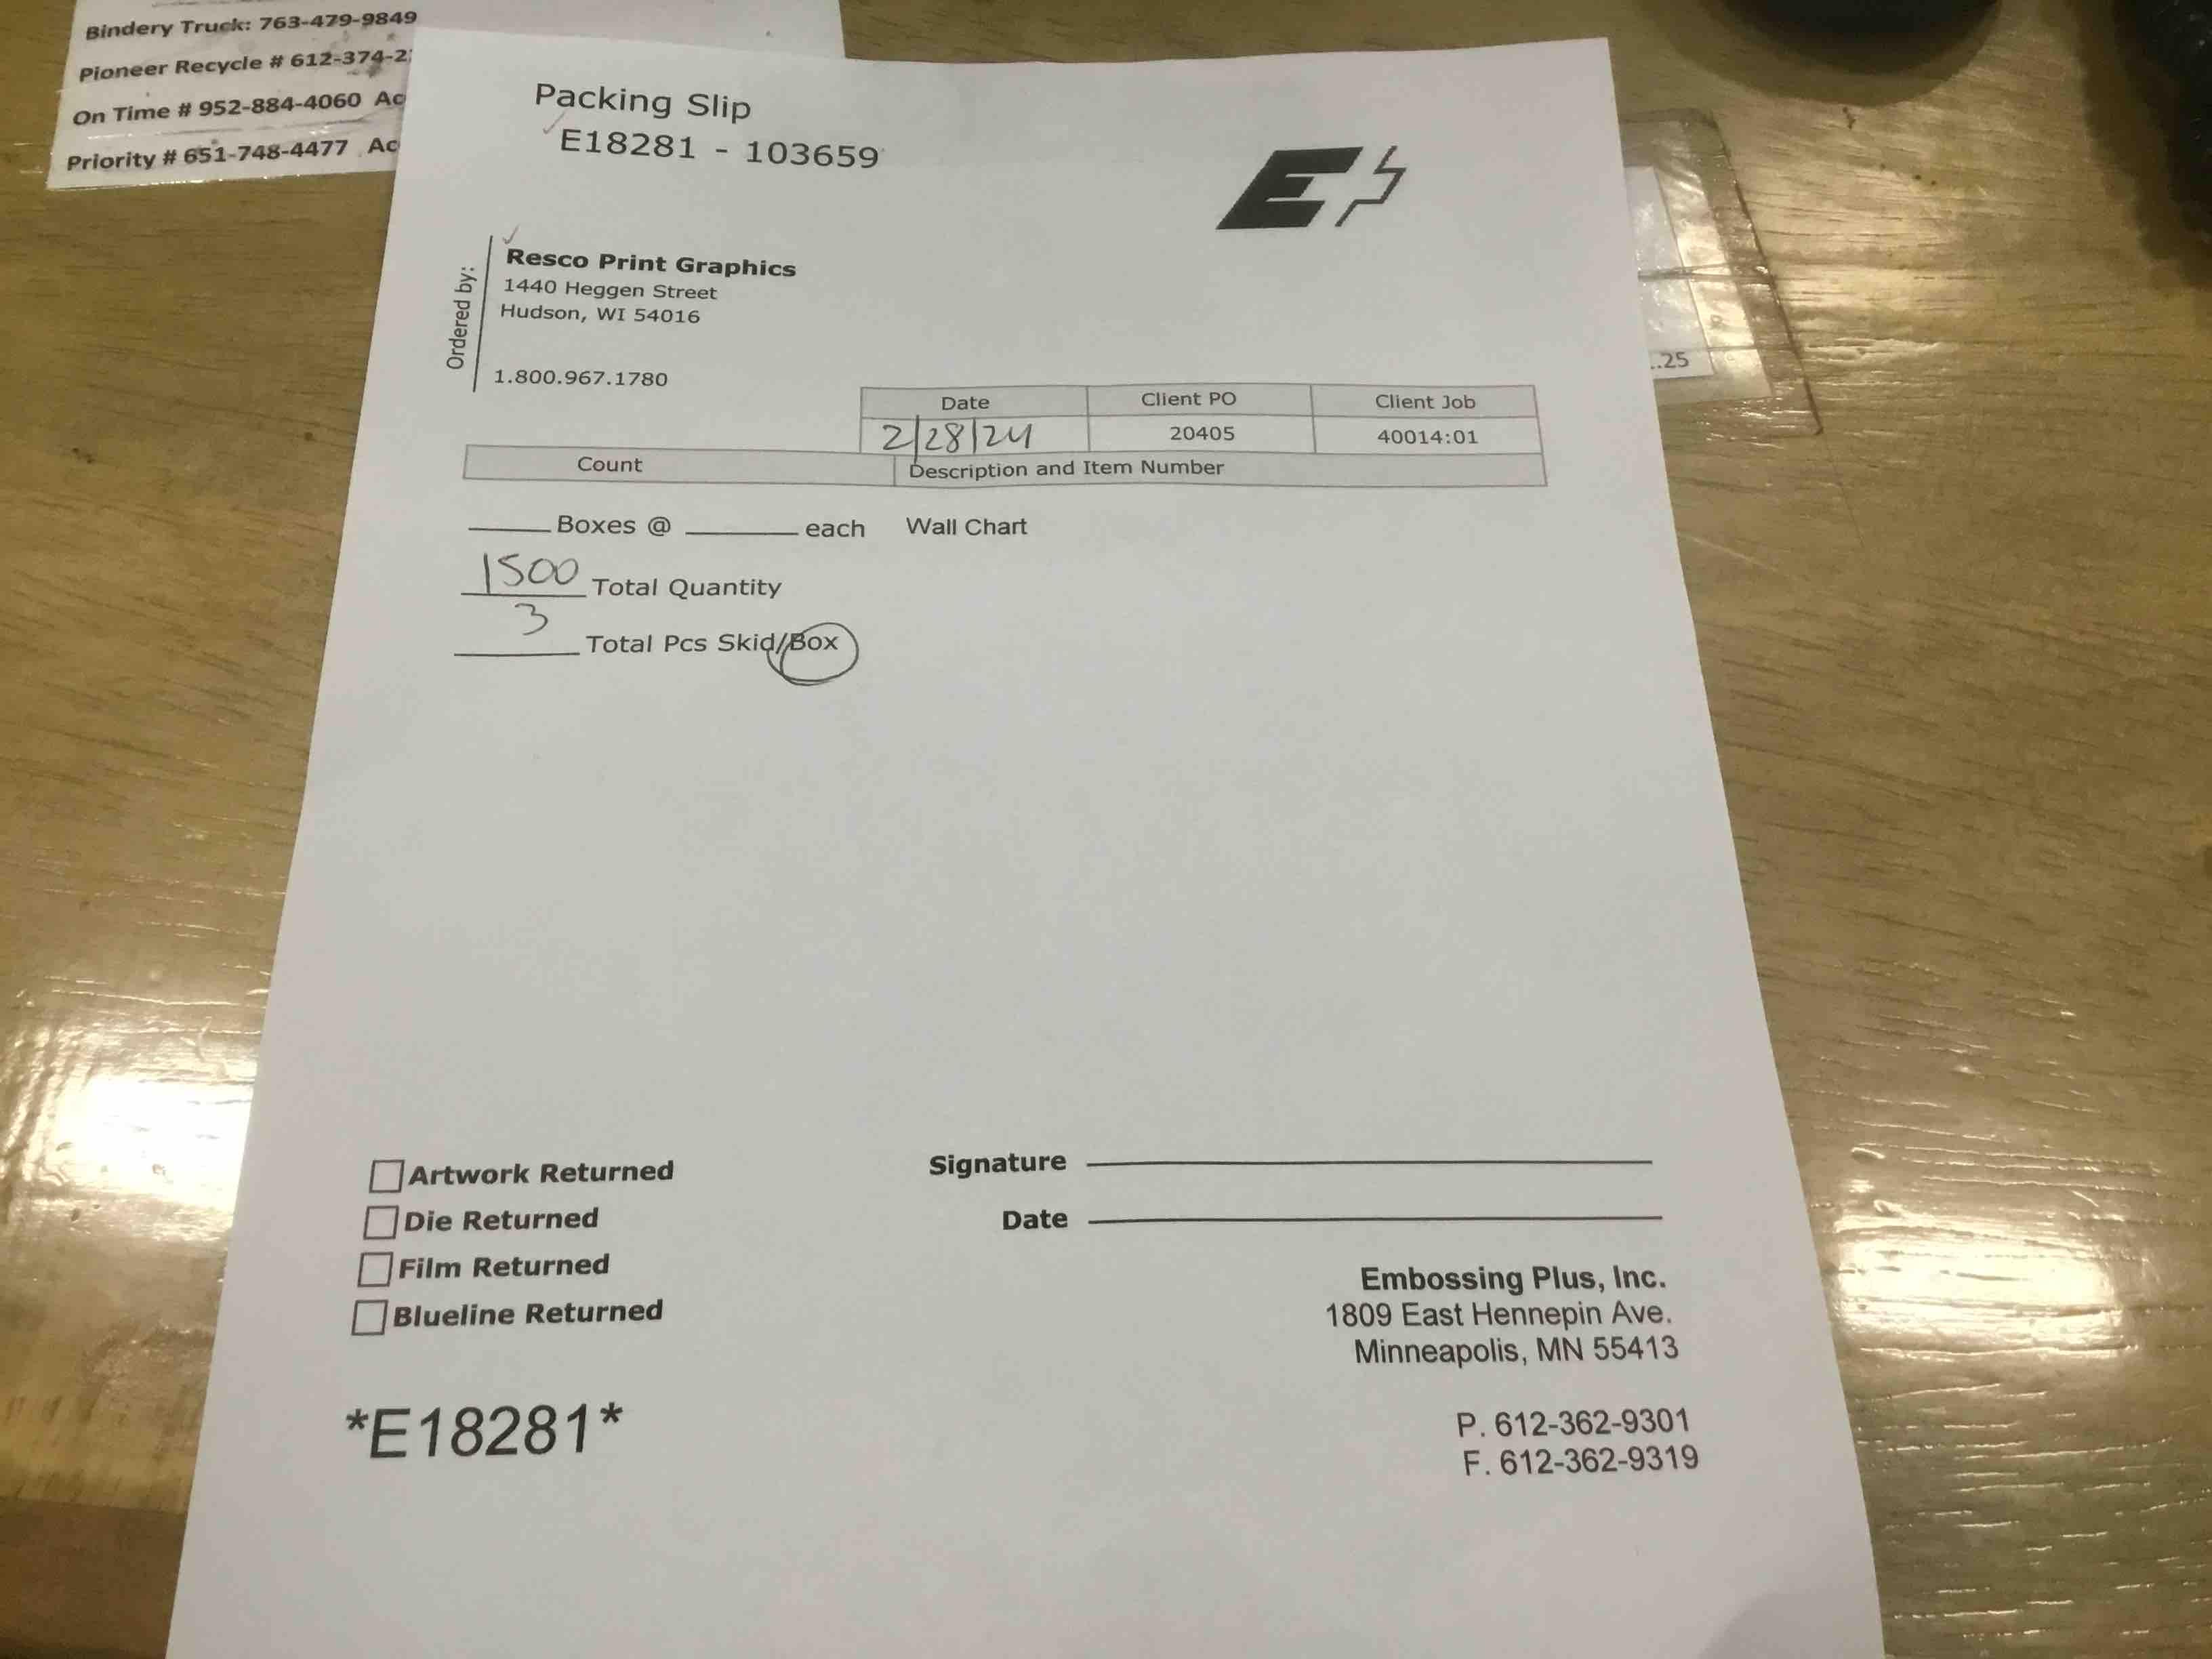 Bindery Truck: 763-479-9849
Pioneer Recycle # 612-374-2
On Time # 952-884-4060 Ac
Priority # 651-748-4477 Ac
Packing Slip
E18281 - 103659
E
Ordered by:
Resco Print Graphics
1440 Heggen Street
Hudson, WI 54016
1.800.967.1780
.25
Date Client PO Client Job
2/28/24 20405 40014:01
Count Description and Item Number
Boxes @ each Wall Chart
1500 Total Quantity
3 Total Pcs Skid/Box
Artwork Returned
Die Returned
Film Returned
Blueline Returned
*E18281*
Signature
Date
Embossing Plus, Inc.
1809 East Hennepin Ave.
Minneapolis, MN 55413
P. 612-362-9301
F. 612-362-9319